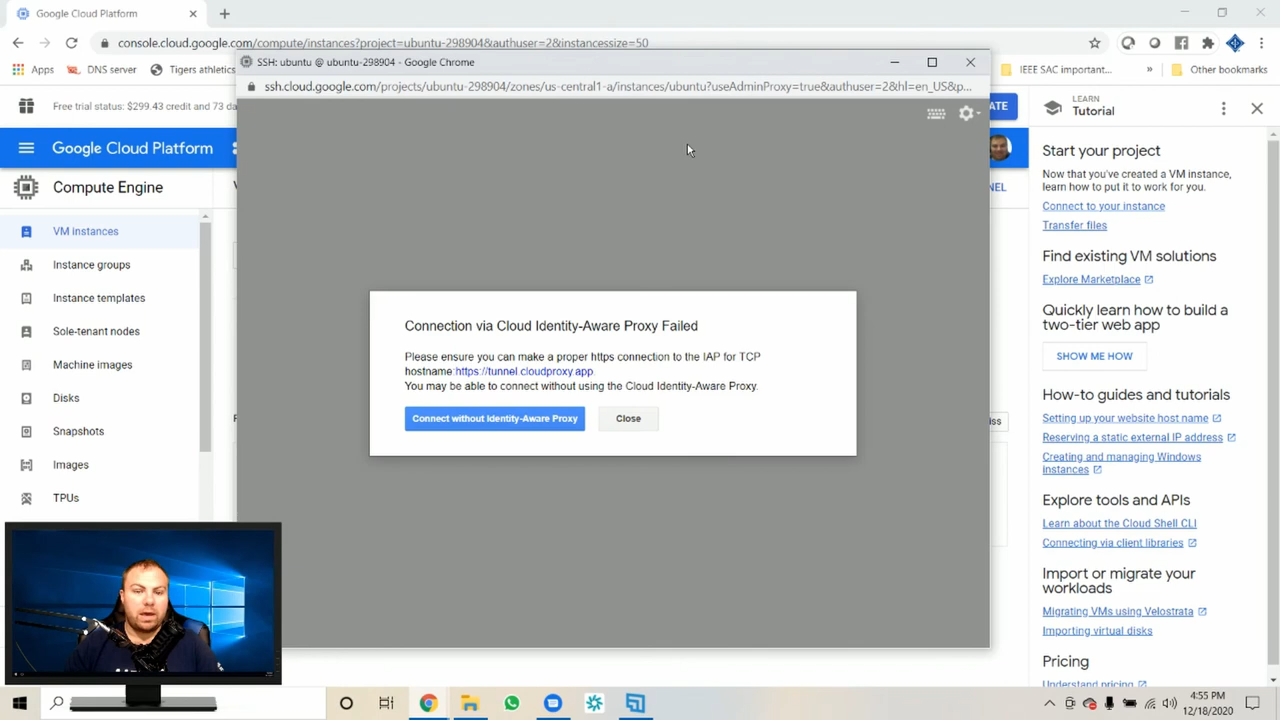 Google Cloud Platform
console.cloud.google.com/compute/instances?project=ubuntu-298904&authuser=2&instancessize=50
Apps
DNS server
Tigers athletics
IEEE SAC important...
»
Other bookmarks
SSH: ubuntu @ ubuntu-298904 - Google Chrome
ssh.cloud.google.com/projects/ubuntu-298904/zones/us-central1-a/instances/ubuntu?useAdminProxy=true&authuser=2&hl=en_US&p...
Free trial status: $299.43 credit and 73 da
ATE
Google Cloud Platform
Compute Engine
V
NEL
VM instances
Instance groups
Instance templates
Sole-tenant nodes
Machine images
Disks
Snapshots
Images
TPUs
Connection via Cloud Identity-Aware Proxy Failed
Please ensure you can make a proper https connection to the IAP for TCP
hostname:https://tunnel.cloudproxy.app.
You may be able to connect without using the Cloud Identity-Aware Proxy.
Connect without Identity-Aware Proxy
Close
iss
LEARN
Tutorial
Start your project
Now that you've created a VM instance,
learn how to put it to work for you.
Connect to your instance
Transfer files
Find existing VM solutions
Explore Marketplace
Quickly learn how to build a
two-tier web app
SHOW ME HOW
How-to guides and tutorials
Setting up your website host name
Reserving a static external IP address
Creating and managing Windows
instances
Explore tools and APIs
Learn about the Cloud Shell CLI
Connecting via client libraries
Import or migrate your
workloads
Migrating VMs using Velostrata
Importing virtual disks
Pricing
Understand pricing
4:55 PM
12/18/2020